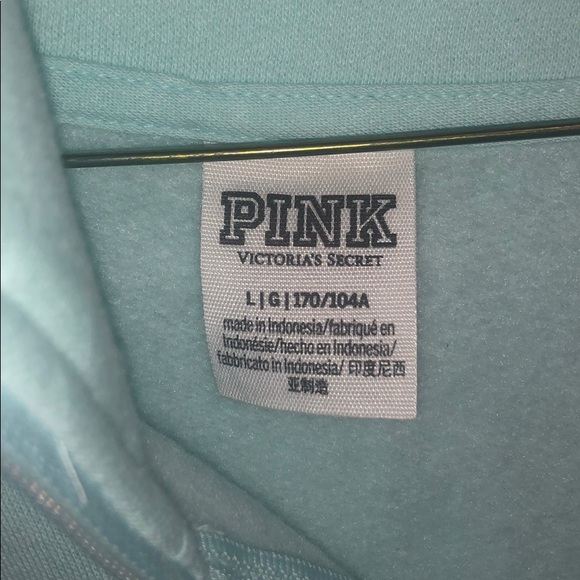 PINK
VICTORIA'S SECRET
L | G | 170/104A
made in Indonesia/fabriqué en
Indonésie/hecho en Indonesia/
fabbricato in Indonesia/ 印度尼西
亚制造